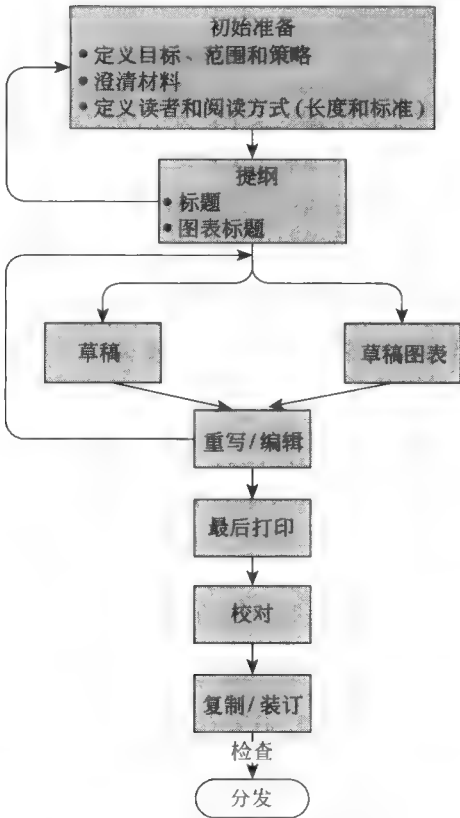 初始准备
• 定义目标、范围和策略
• 澄清材料
• 定义读者和阅读方式(长度和标准)
提纲
• 标题
• 图表标题
草稿
草稿图表
重写/编辑
最后打印
校对
复制/装订
检查
分发